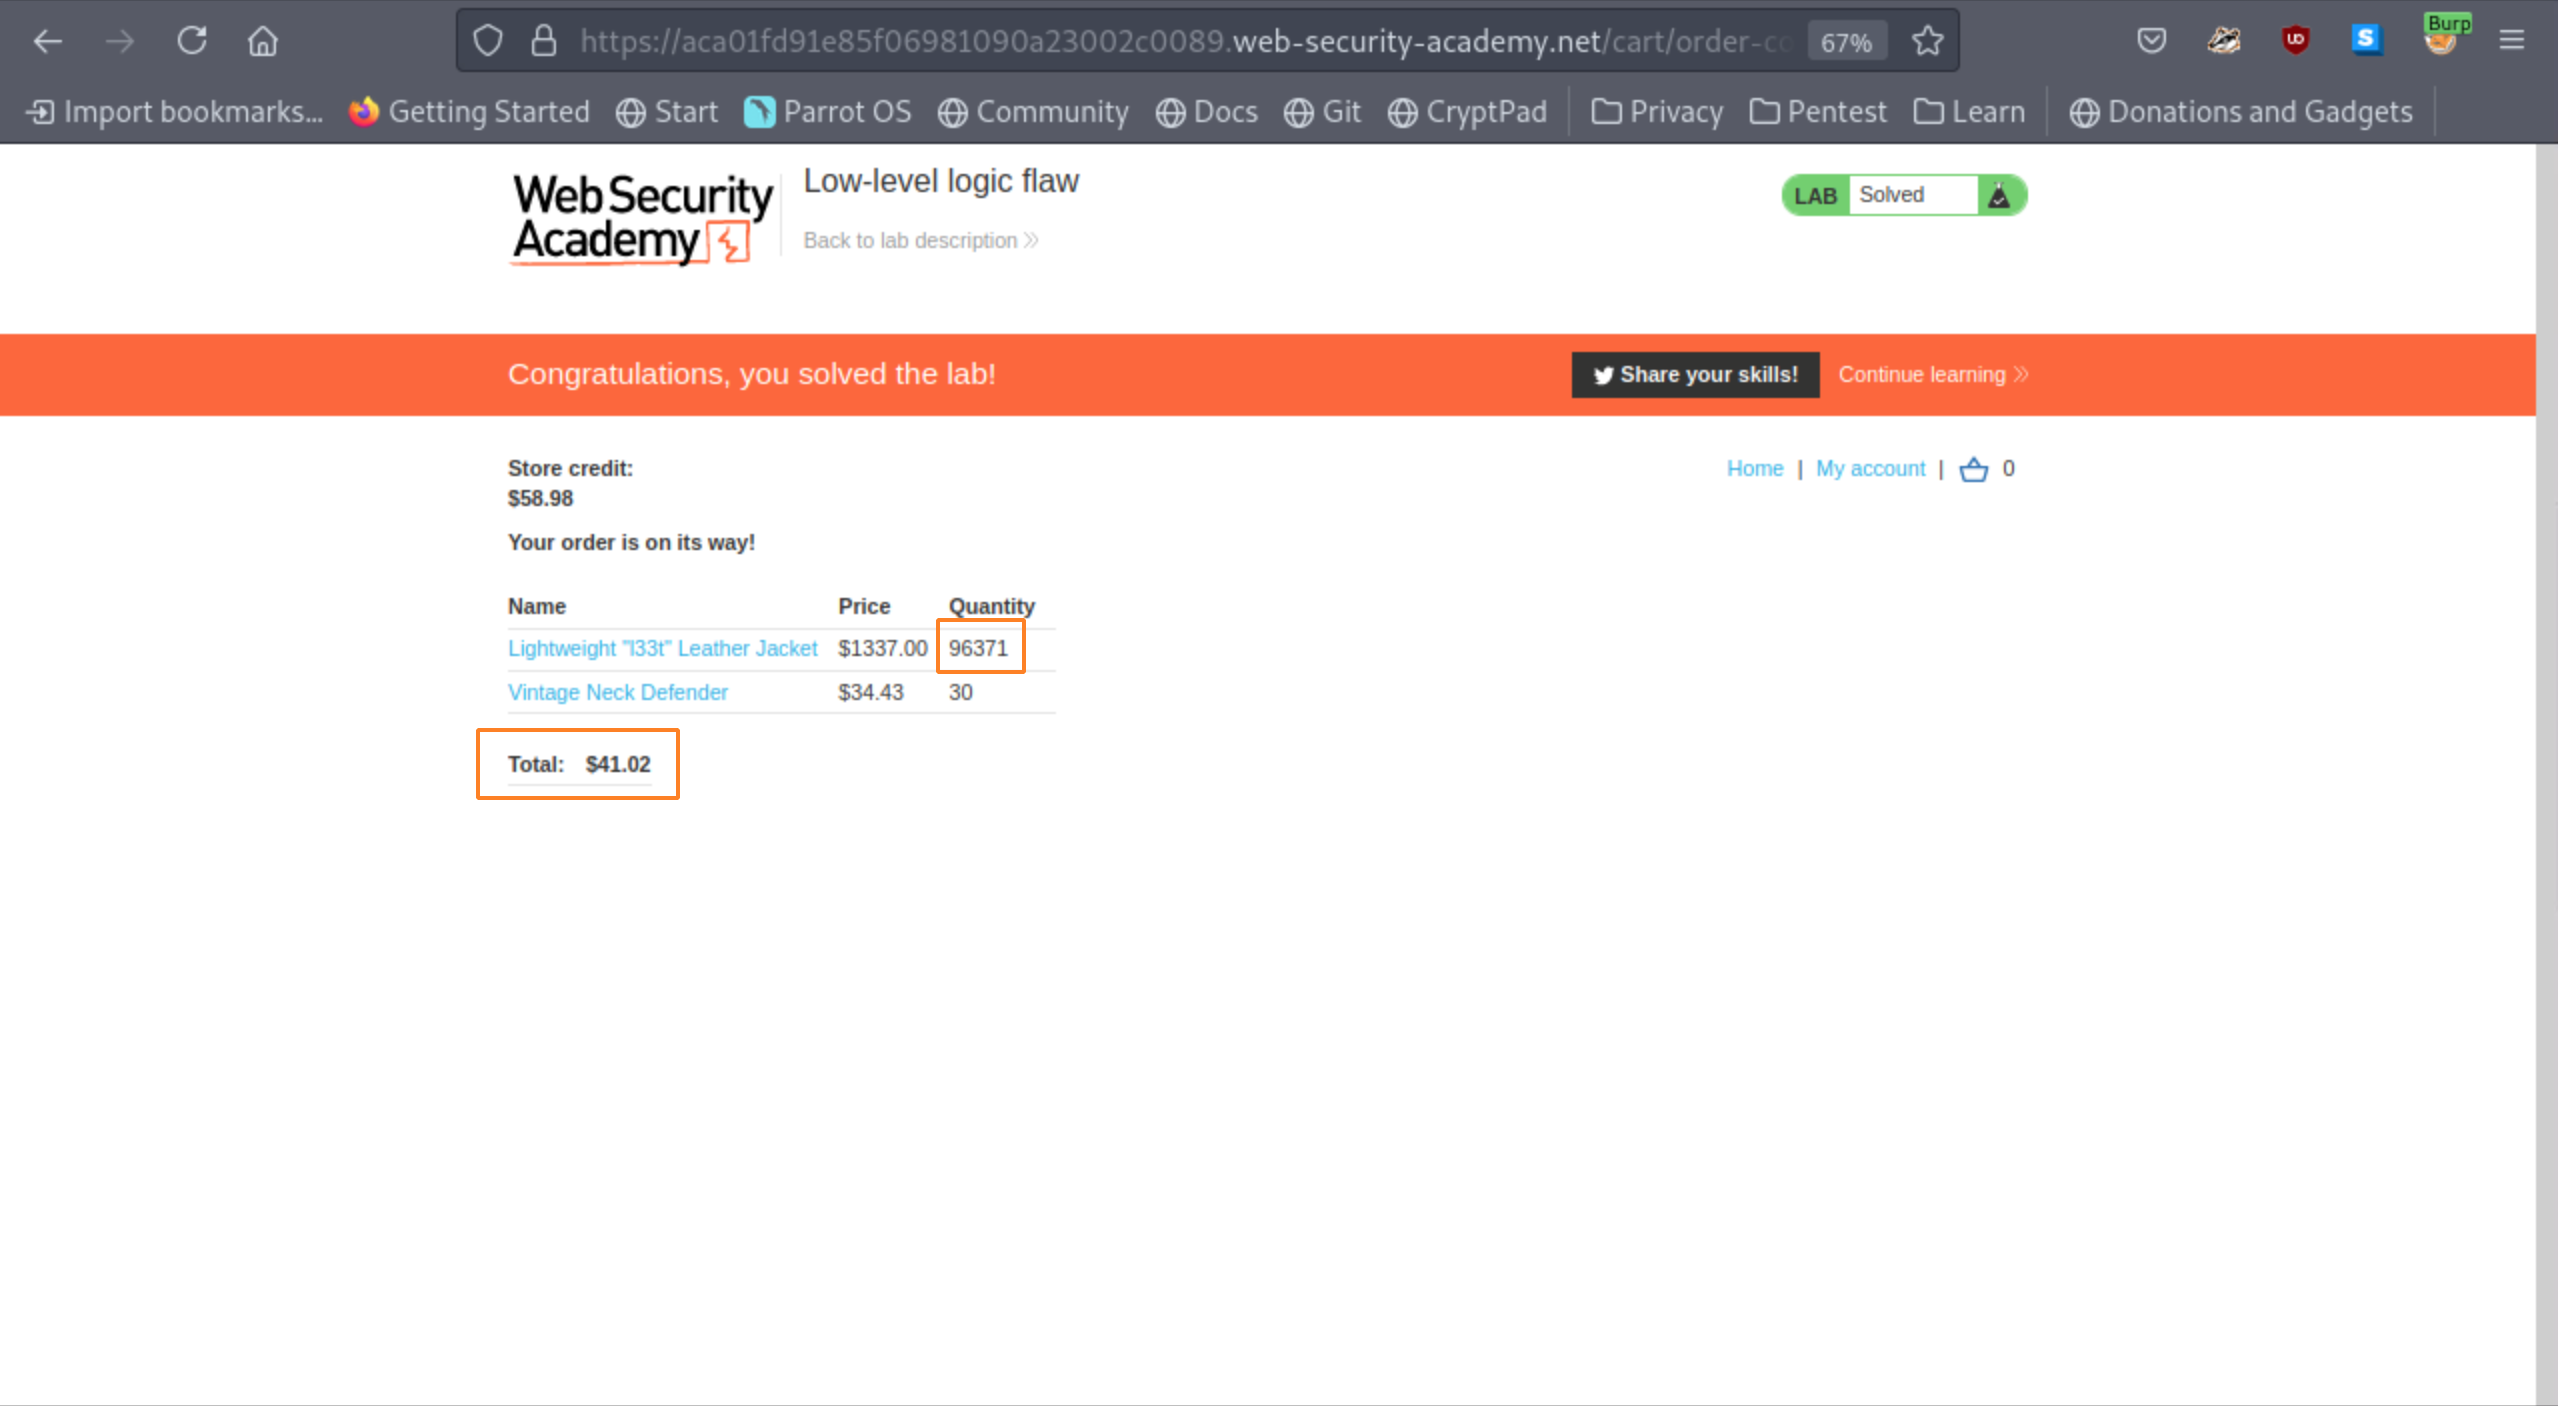 https://aca01fd91e85f06981090a23002c0089.web-security-academy.net/cart/order-co 67% Burp
Import bookmarks... Getting Started Start Parrot OS Community Docs Git CryptPad Privacy Pentest Learn Donations and Gadgets
Web Security Academy
Low-level logic flaw
Back to lab description
LAB Solved
Congratulations, you solved the lab!
Share your skills! Continue learning
Store credit:
$58.98
Home | My account | 0
Your order is on its way!
Name Price Quantity
Lightweight "l33t" Leather Jacket $1337.00 96371
Vintage Neck Defender $34.43 30
Total: $41.02